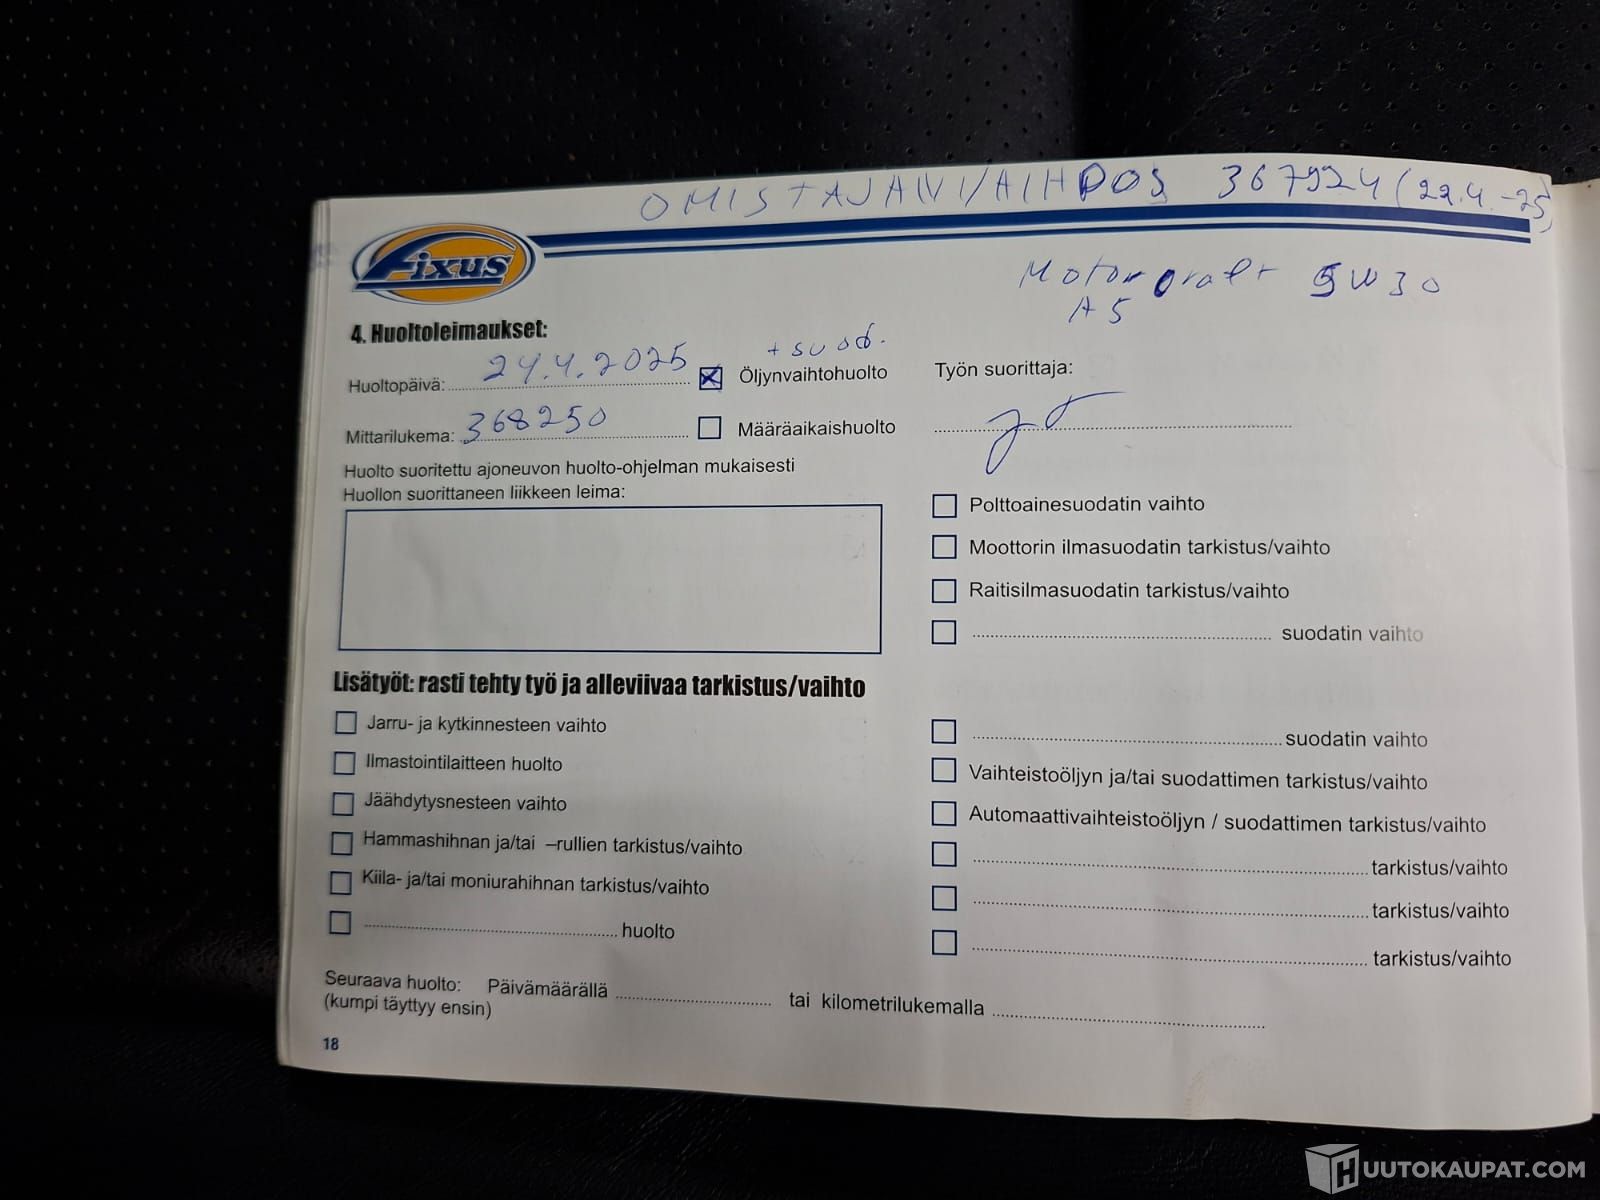 OMISTAJANVAIHDOS 367924 (22.4.-25)
Fixus
Motorcraft 5W30
A5
4. Huoltoleimaukset:
+ suod.
Huoltopäivä: 24.4.2025 Öljynvaihtohuolto
Työn suorittaja:
Mittarilukema: 368250 Määräaikaishuolto
Huolto suoritettu ajoneuvon huolto-ohjelman mukaisesti
Huollon suorittaneen liikkeen leima:
Polttoainesuodatin vaihto
Moottorin ilmasuodatin tarkistus/vaihto
Raitisilmasuodatin tarkistus/vaihto
suodatin vaihto
Lisätyöt: rasti tehty työ ja alleviivaa tarkistus/vaihto
Jarru- ja kytkinnesteen vaihto
Ilmastointilaitteen huolto
Jäähdytysnesteen vaihto
Hammashihnan ja/tai –rullien tarkistus/vaihto
Kiila- ja/tai moniurahihnan tarkistus/vaihto
huolto
suodatin vaihto
Vaihteistoöljyn ja/tai suodattimen tarkistus/vaihto
Automaattivaihteistoöljyn / suodattimen tarkistus/vaihto
tarkistus/vaihto
tarkistus/vaihto
tarkistus/vaihto
Seuraava huolto: Päivämäärällä tai kilometrilukemalla
(kumpi täyttyy ensin)
18
HUUTOKAUPAT.COM